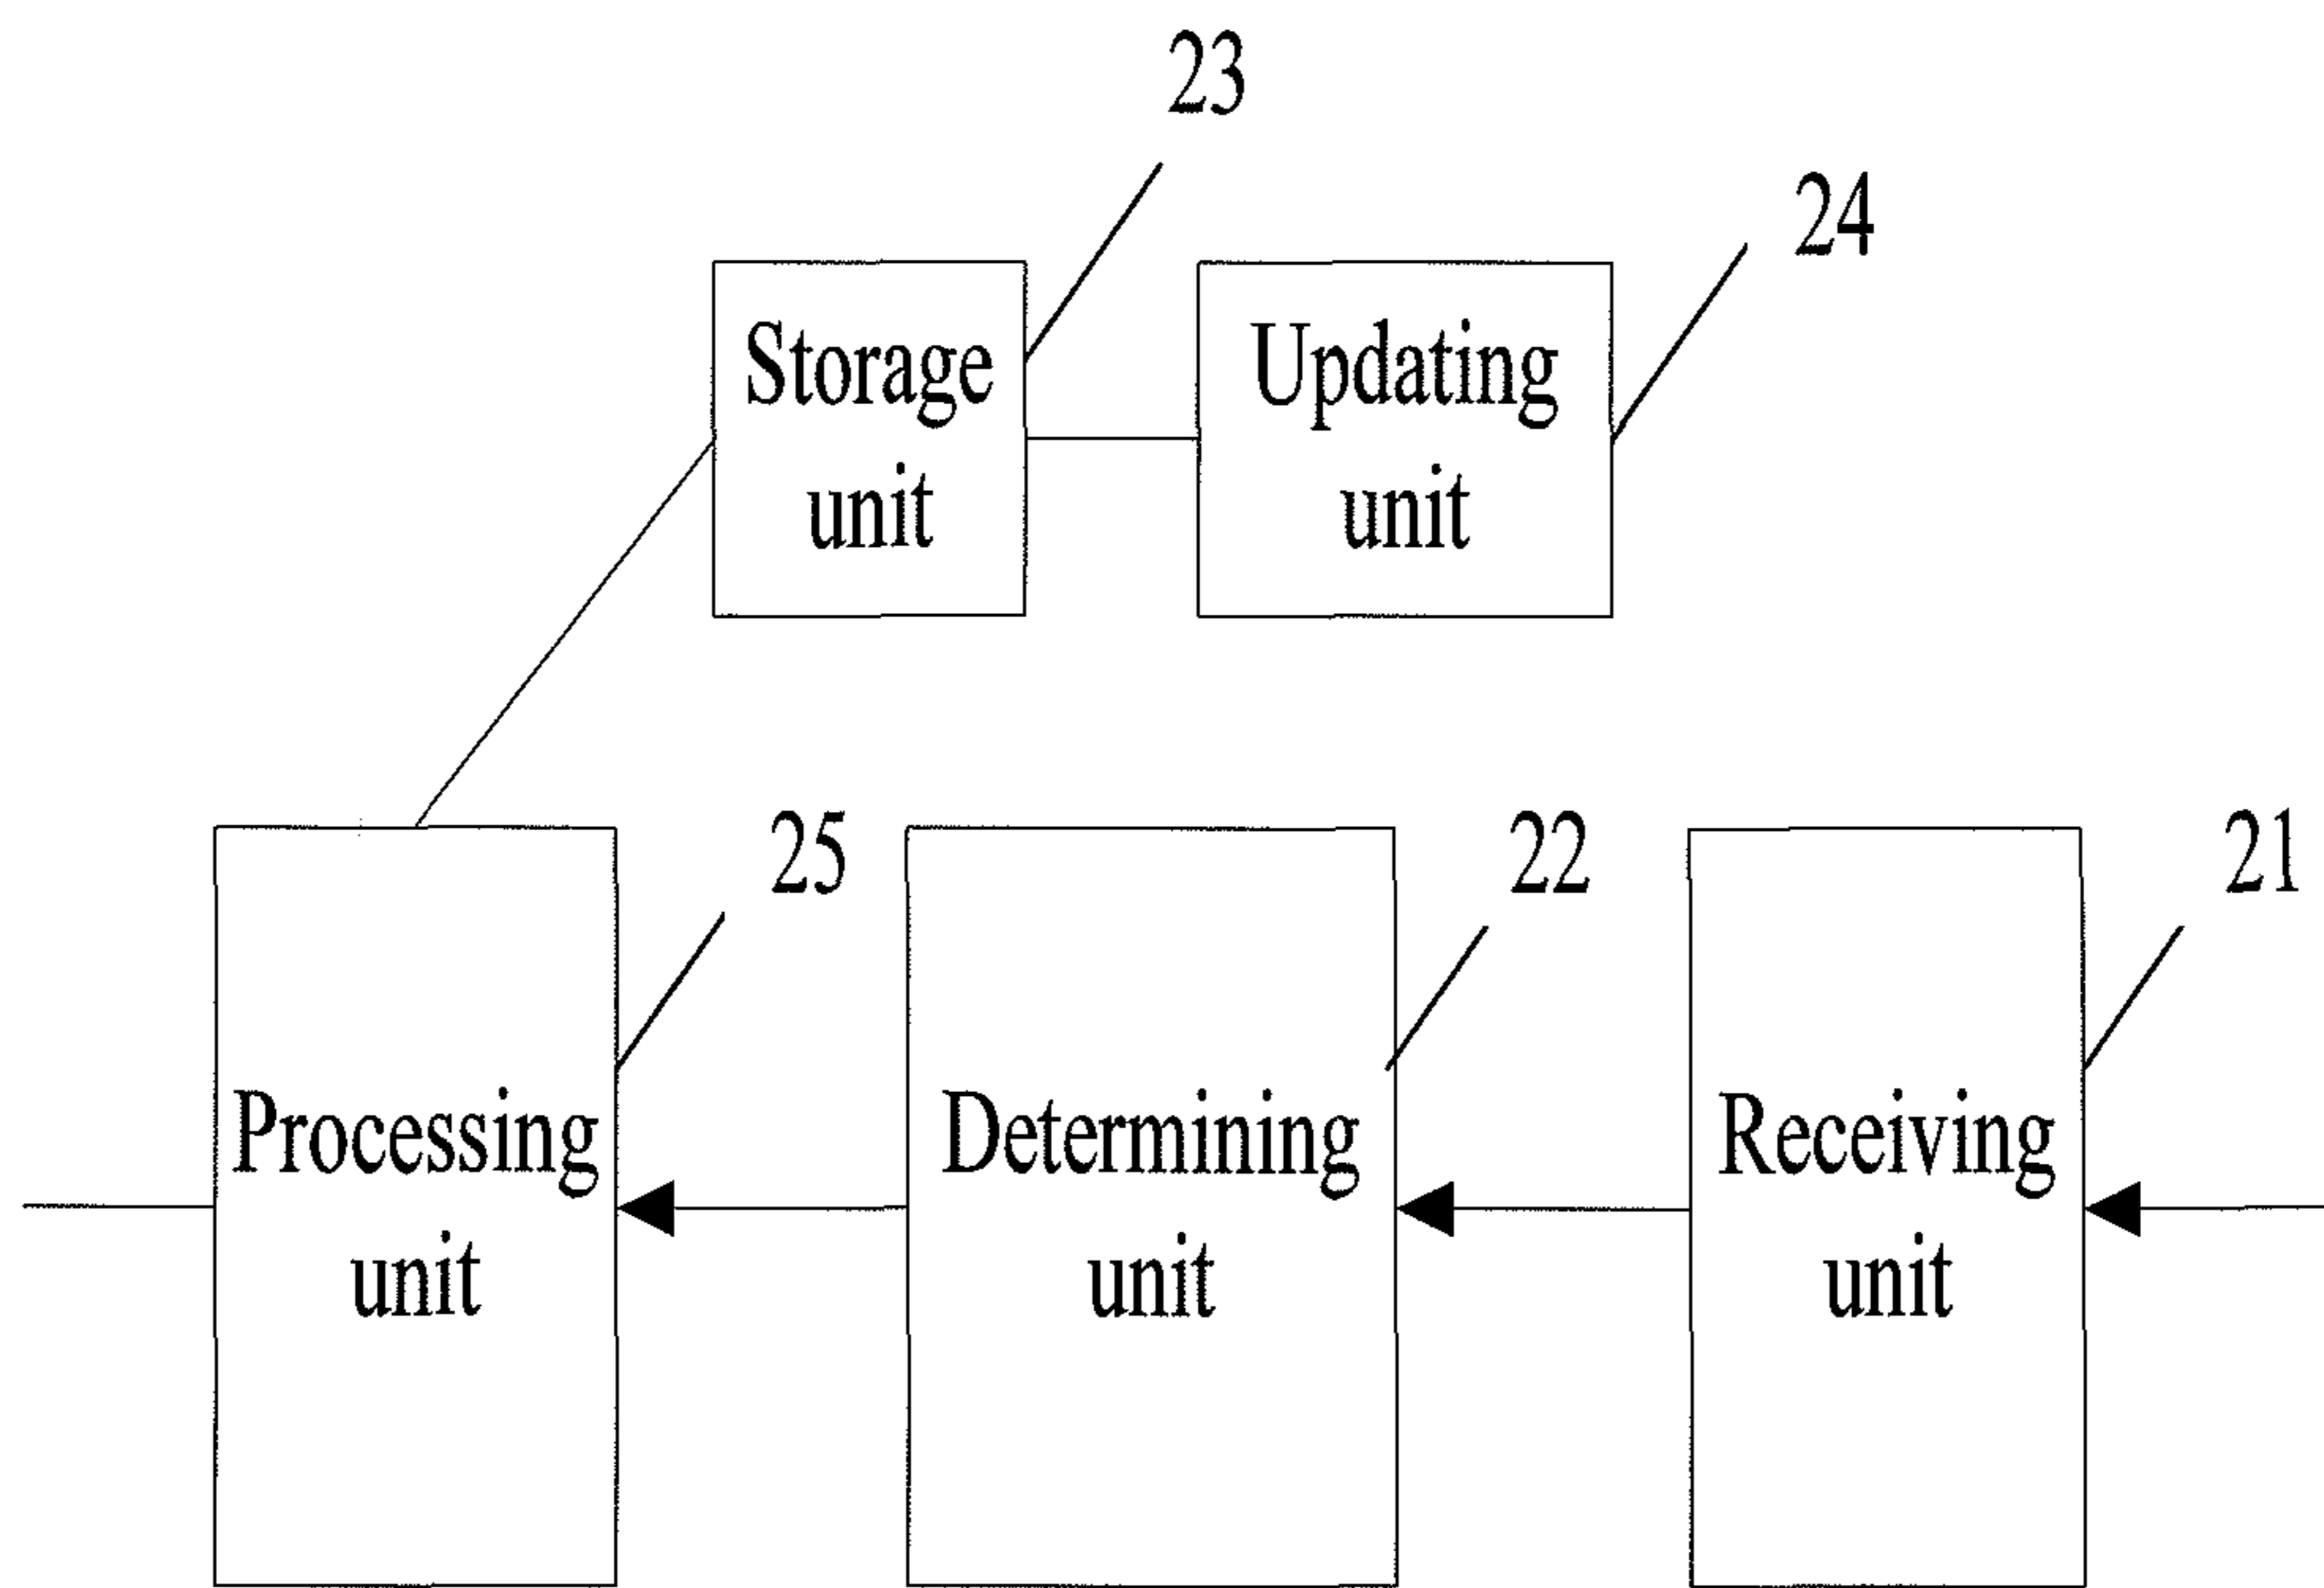 23
24
Storage
unit
Updating
unit
25
22
21
Processing
unit
Determining
unit
Receiving
unit